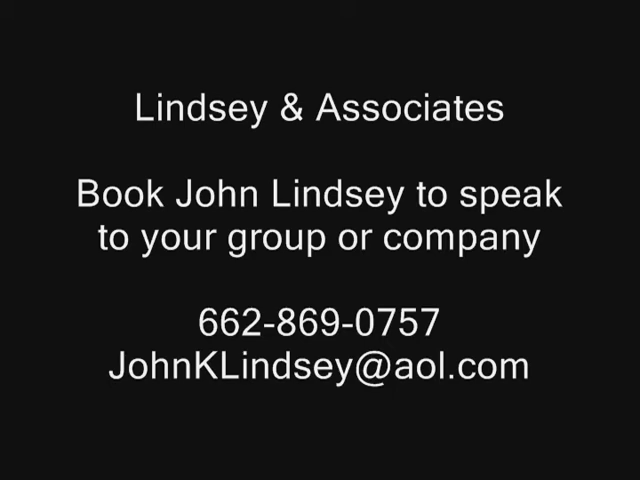 Lindsey & Associates
Book John Lindsey to speak
to your group or company
662-869-0757
JohnKLindsey@aol.com